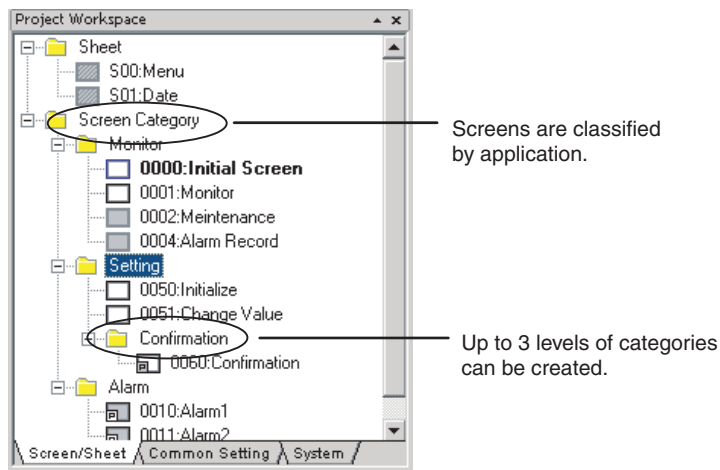 Project Workspace
Sheet
S00:Menu
S01:Date
Screen Category
Monitor
0000:Initial Screen
0001:Monitor
0002:Meintenance
0004:Alarm Record
Setting
0050:Initialize
0051:Change Value
Confirmation
0060:Confirmation
Alarm
0010:Alarm1
0011:Alarm2
Screen/Sheet Common Setting System
Screens are classified
by application.
Up to 3 levels of categories
can be created.